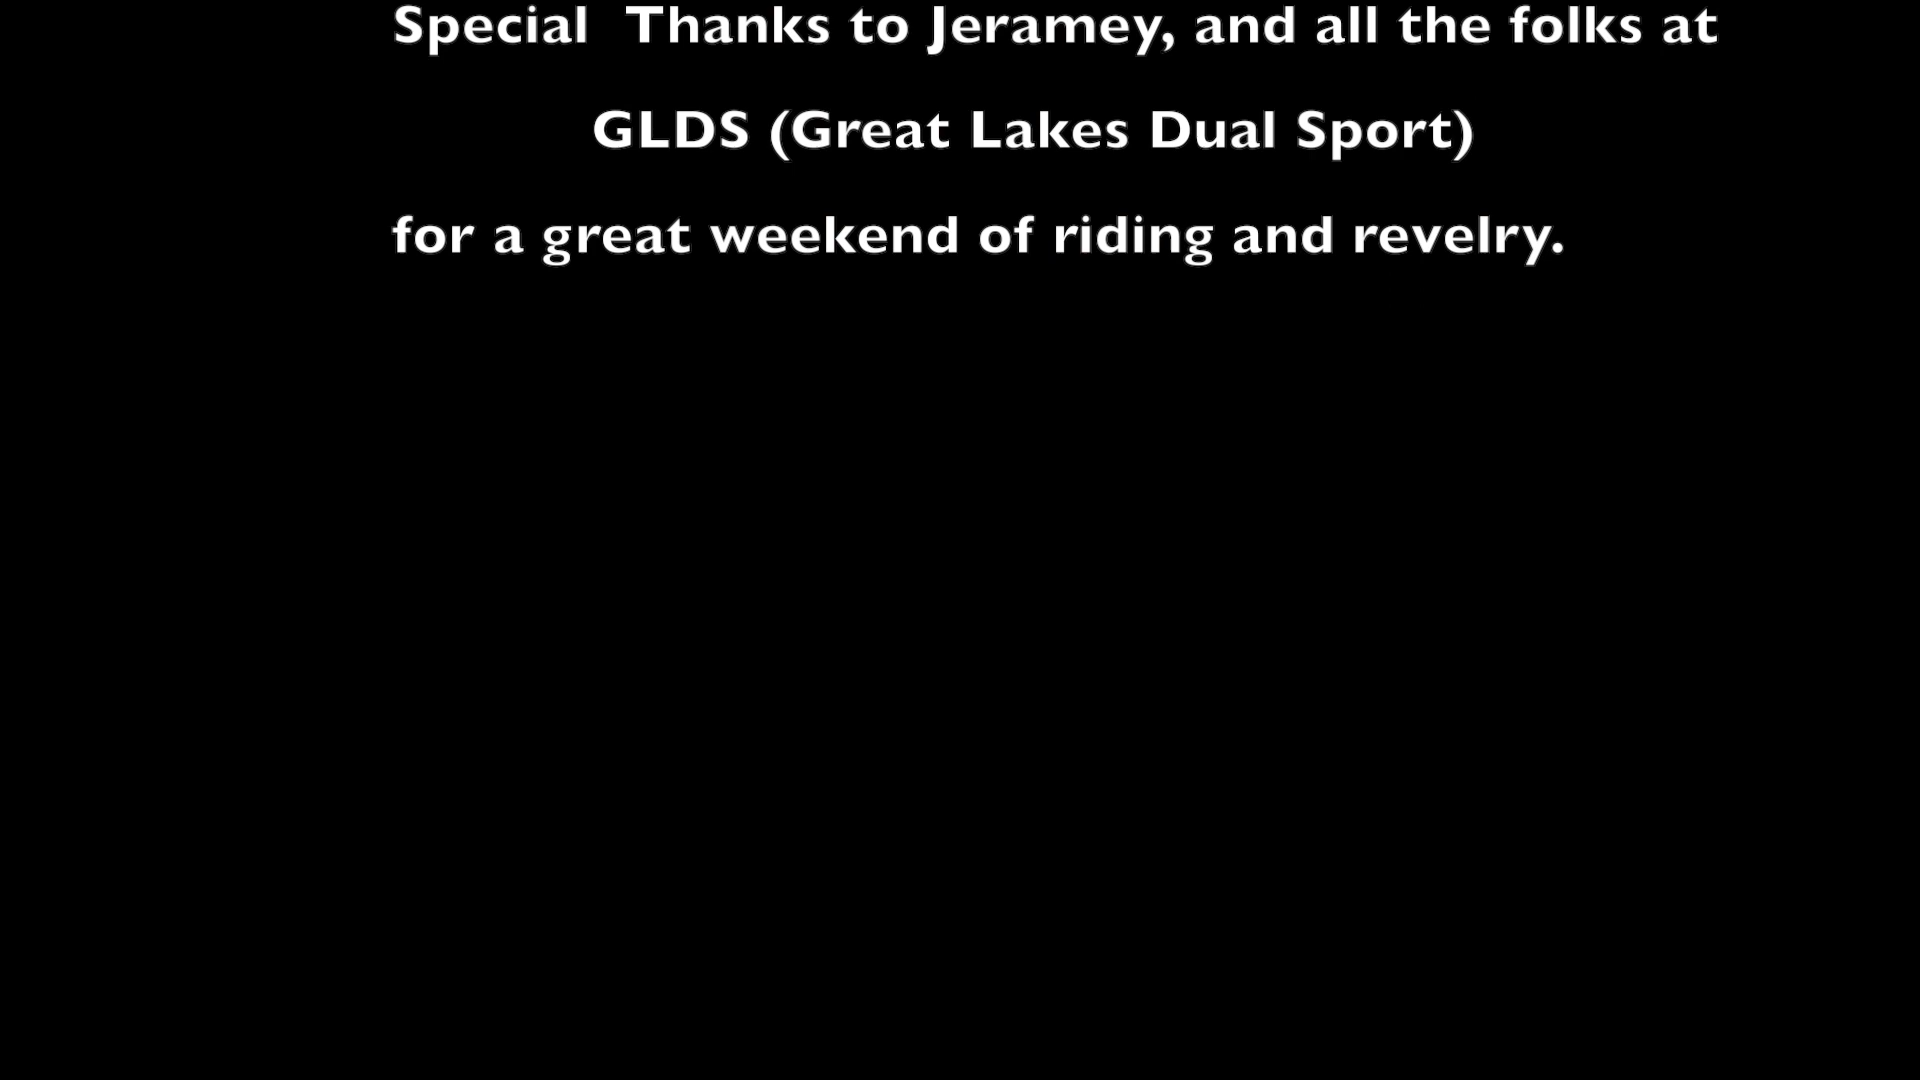 Special  Thanks to Jeramey, and all the folks at
GLDS (Great Lakes Dual Sport)
for a great weekend of riding and revelry.